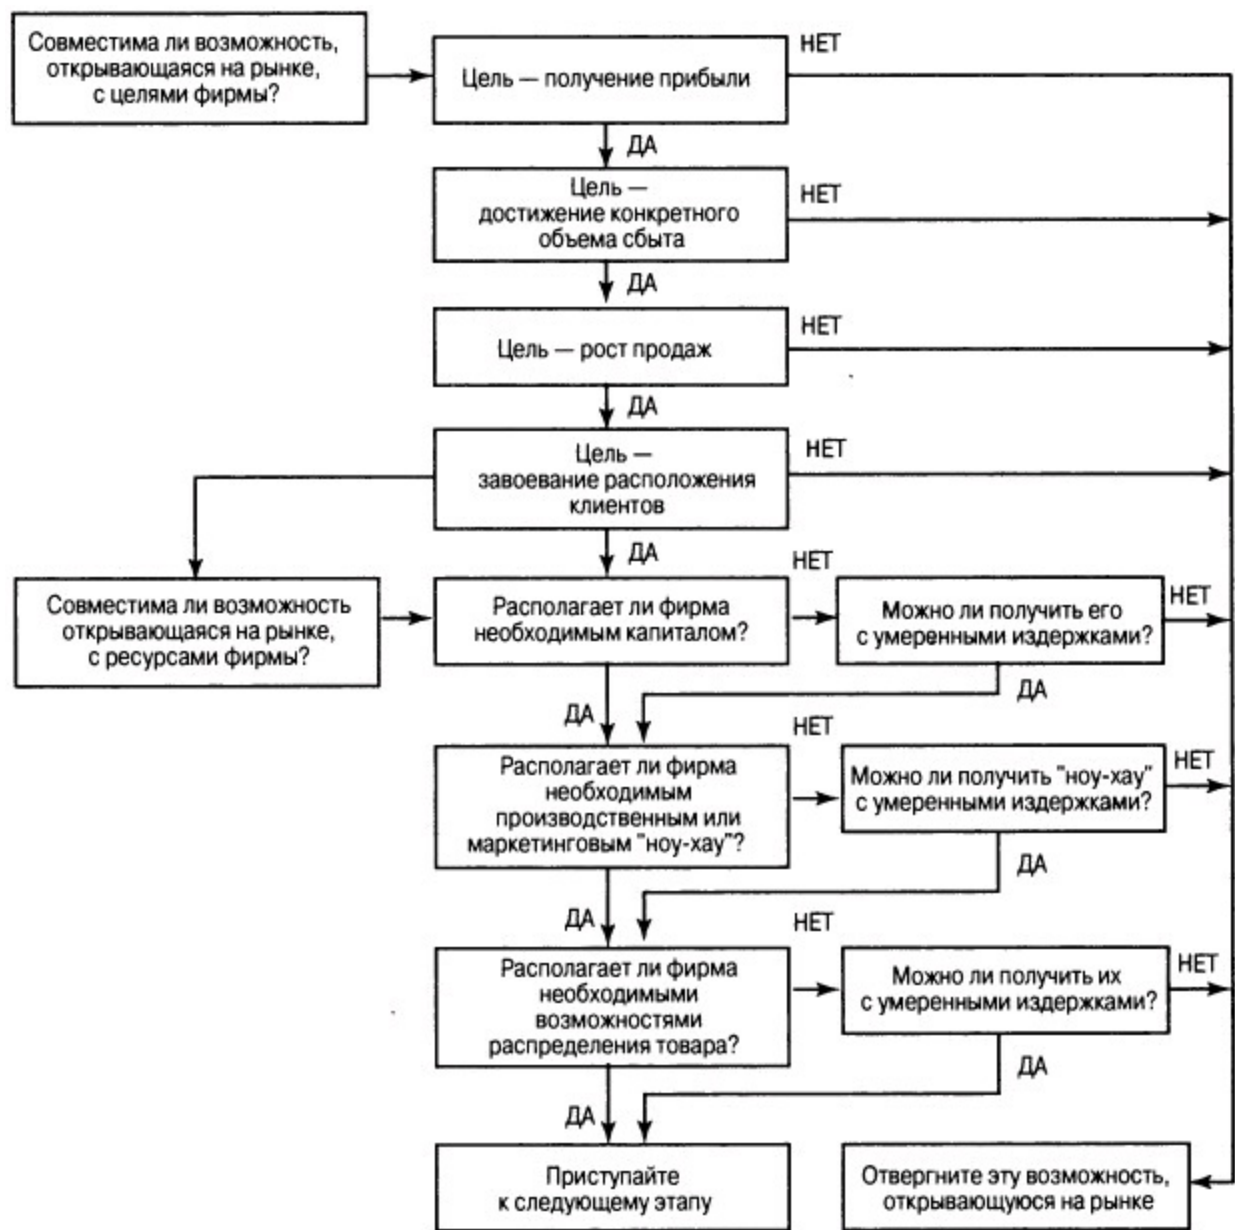 Совместима ли возможность,
открывающаяся на рынке,
с целями фирмы?
Цель — получение прибыли
НЕТ
ДА
Цель —
достижение конкретного
объема сбыта
НЕТ
ДА
Цель — рост продаж
НЕТ
ДА
Цель —
завоевание расположения
клиентов
НЕТ
ДА
Совместима ли возможность
открывающаяся на рынке,
с ресурсами фирмы?
Располагает ли фирма
необходимым капиталом?
НЕТ
Можно ли получить его
с умеренными издержками?
НЕТ
ДА
ДА
Располагает ли фирма
необходимым
производственным или
маркетинговым "ноу-хау"?
НЕТ
Можно ли получить "ноу-хау"
с умеренными издержками?
НЕТ
ДА
ДА
Располагает ли фирма
необходимыми
возможностями
распределения товара?
НЕТ
Можно ли получить их
с умеренными издержками?
НЕТ
ДА
ДА
Приступайте
к следующему этапу
Отвергните эту возможность,
открывающуюся на рынке